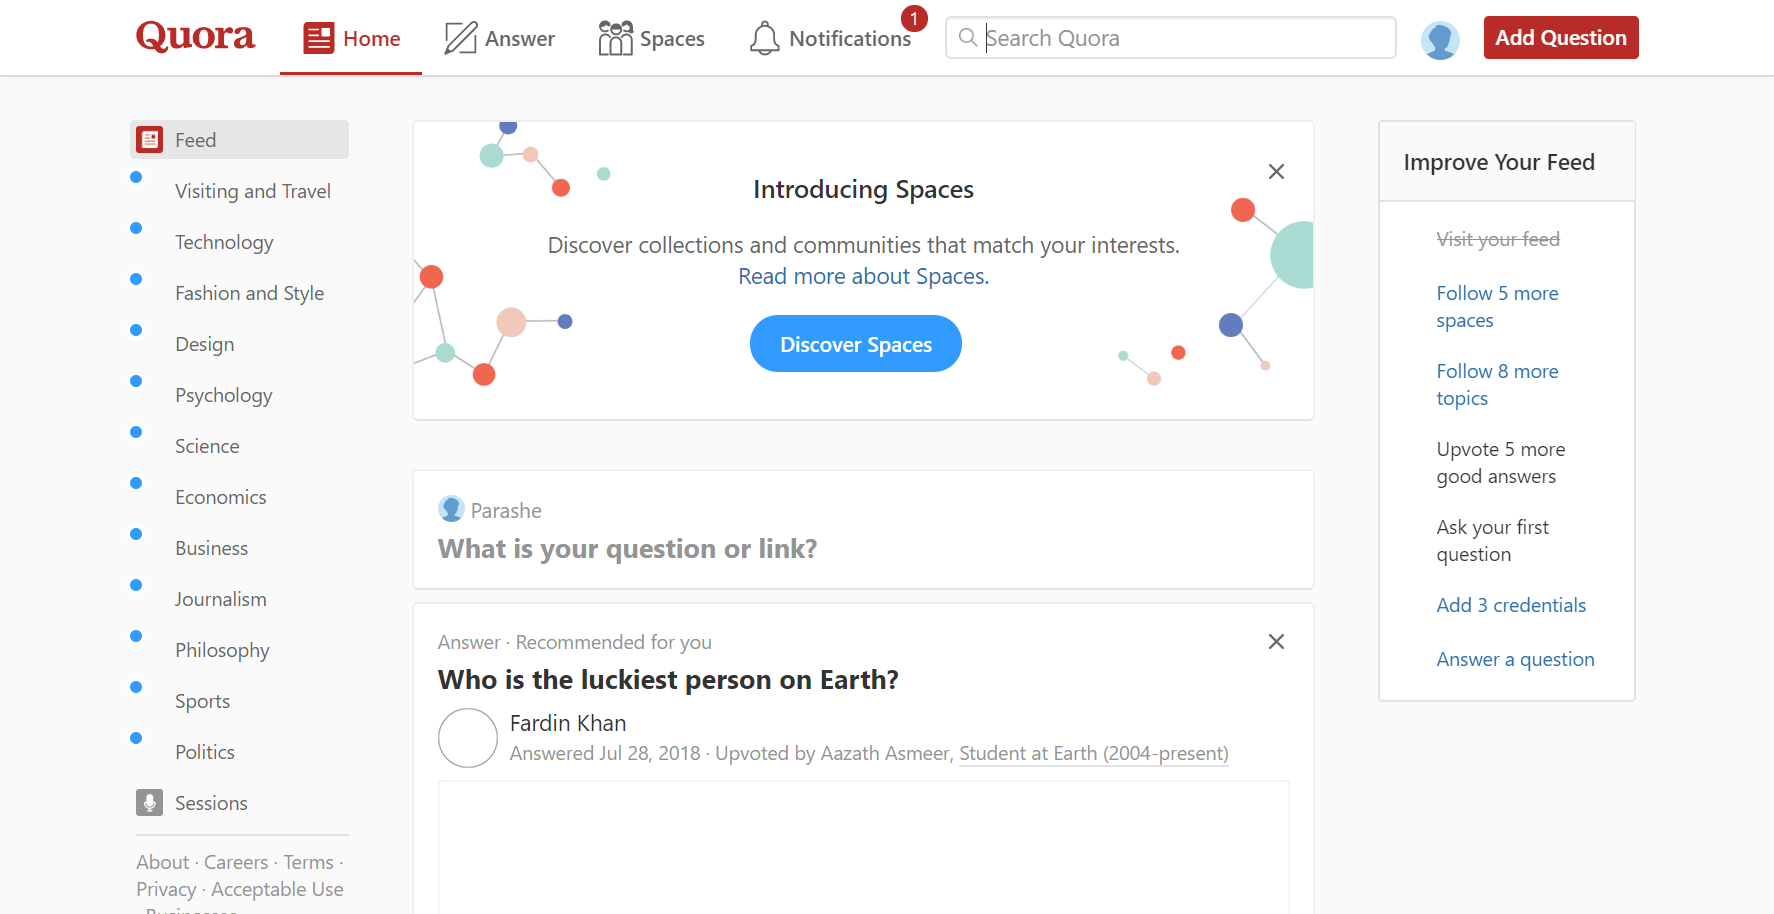 Quora
Home
Answer
Spaces
Notifications
1
Search Quora
Add Question
Feed
Visiting and Travel
Technology
Fashion and Style
Design
Psychology
Science
Economics
Business
Journalism
Philosophy
Sports
Politics
Sessions
About · Careers · Terms ·
Privacy · Acceptable Use
· Businesses
Introducing Spaces
Discover collections and communities that match your interests.
Read more about Spaces.
Discover Spaces
Parashe
What is your question or link?
Answer · Recommended for you
Who is the luckiest person on Earth?
Fardin Khan
Answered Jul 28, 2018 · Upvoted by Aazath Asmeer, Student at Earth (2004-present)
Improve Your Feed
Visit your feed
Follow 5 more
spaces
Follow 8 more
topics
Upvote 5 more
good answers
Ask your first
question
Add 3 credentials
Answer a question